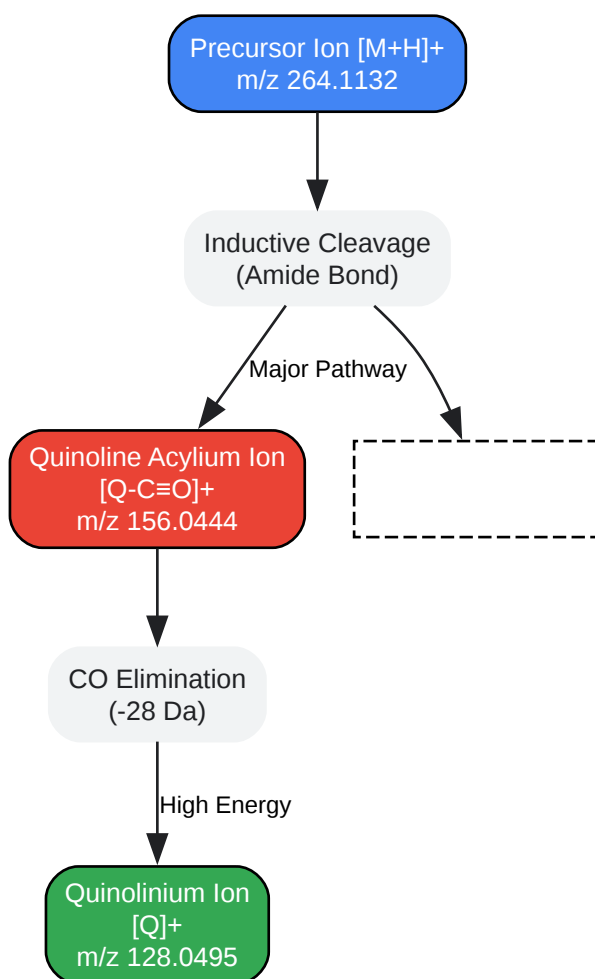 Precursor Ion [M+H]+
m/z 264.1132
Inductive Cleavage
(Amide Bond)
Major Pathway
Quinoline Acylium Ion
[Q-C≡O]+
m/z 156.0444
CO Elimination
(-28 Da)
High Energy
Quinolinium Ion
[Q]+
m/z 128.0495